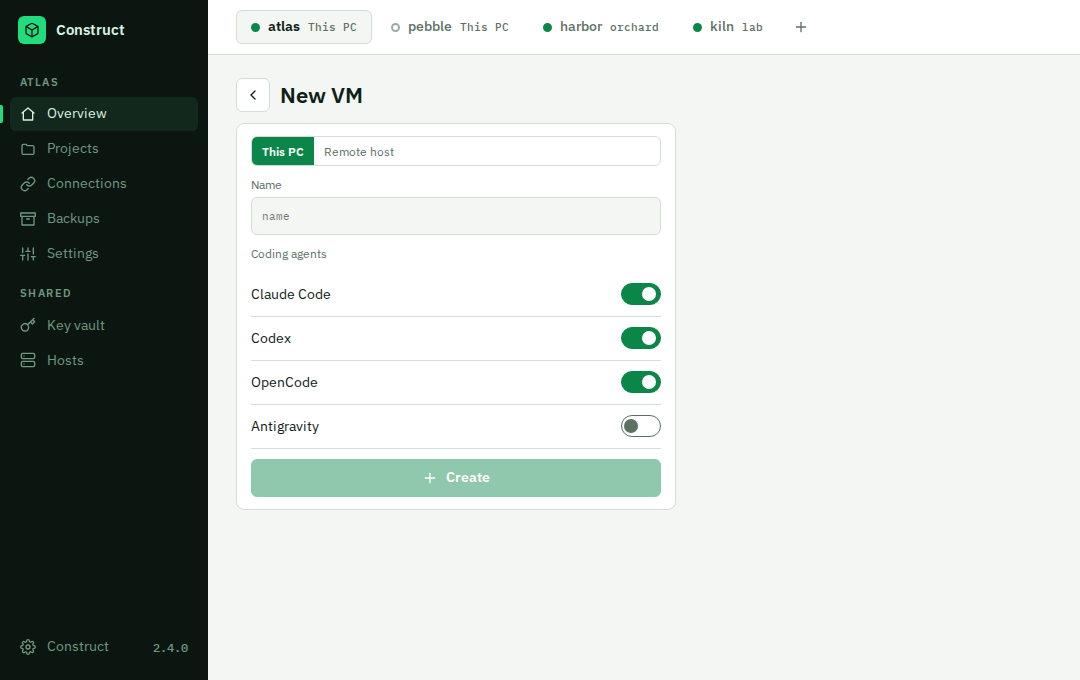 Construct
atlas This PC
pebble This PC
harbor orchard
kiln lab
ATLAS
Overview
Projects
Connections
Backups
Settings
SHARED
Key vault
Hosts
Construct 2.4.0
New VM
This PC
Remote host
Name
name
Coding agents
Claude Code
Codex
OpenCode
Antigravity
Create